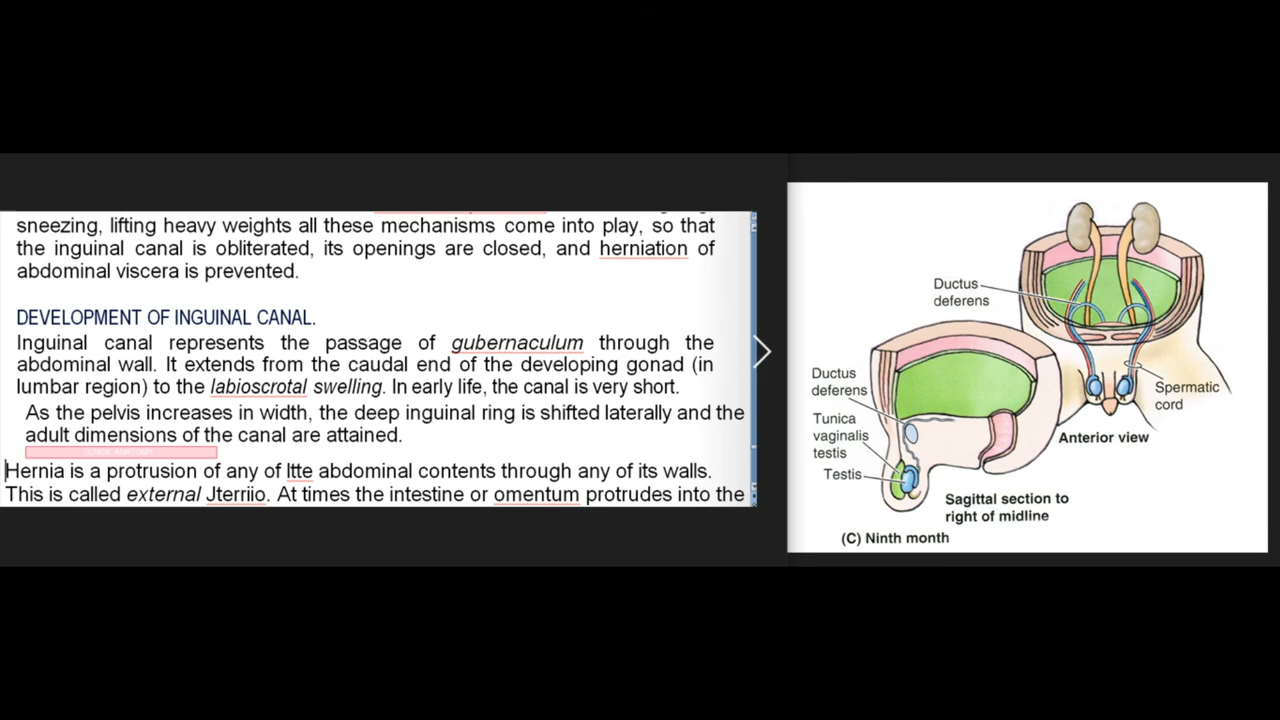 sneezing, lifting heavy weights all these mechanisms come into play, so that
the inguinal canal is obliterated, its openings are closed, and herniation of
abdominal viscera is prevented.
DEVELOPMENT OF INGUINAL CANAL.
Inguinal canal represents the passage of gubernaculum through the
abdominal wall. It extends from the caudal end of the developing gonad (in
lumbar region) to the labioscrotal swelling. In early life, the canal is very short.
As the pelvis increases in width, the deep inguinal ring is shifted laterally and the
adult dimensions of the canal are attained.
CLINICAL ANATOMY
Hernia is a protrusion of any of ltte abdominal contents through any of its walls.
This is called external Jterriio. At times the intestine or omentum protrudes into the
Ductus
deferens
Ductus
deferens
Tunica
vaginalis
testis
Testis
Spermatic
cord
Anterior view
Sagittal section to
right of midline
(C) Ninth month